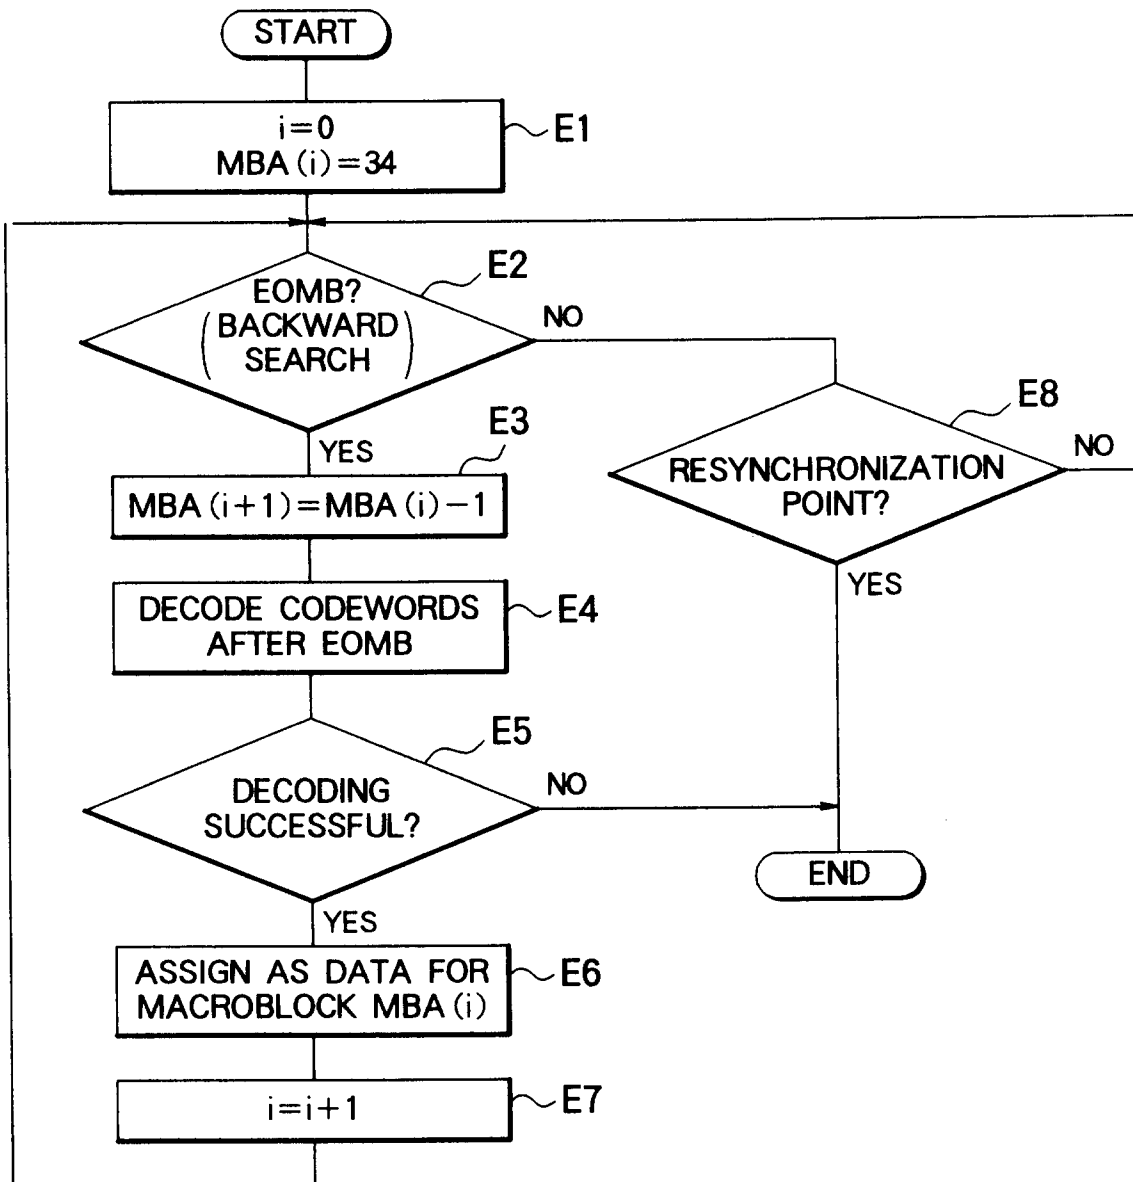 START
i=0
MBA(i)=34
E1
E2
EOMB?
(BACKWARD
SEARCH)
NO
YES
E3
MBA(i+1)=MBA(i)-1
E8
RESYNCHRONIZATION
POINT?
NO
YES
DECODE CODEWORDS
AFTER EOMB
E4
E5
DECODING
SUCCESSFUL?
NO
YES
END
ASSIGN AS DATA FOR
MACROBLOCK MBA(i)
E6
i=i+1
E7